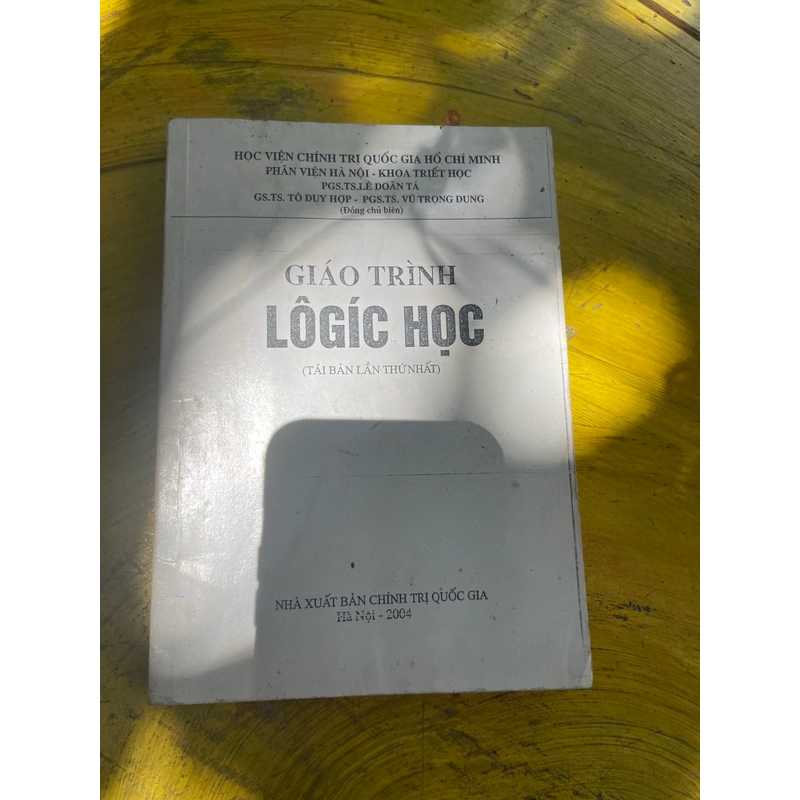 HỌC VIỆN CHÍNH TRỊ QUỐC GIA HỒ CHÍ MINH
PHÂN VIỆN HÀ NỘI - KHOA TRIẾT HỌC
PGS.TS.LÊ DOÃN TÁ
GS.TS. TÔ DUY HỢP - PGS.TS. VŨ TRỌNG DUNG
(Đồng chủ biên)
GIÁO TRÌNH
LÔGÍC HỌC
(TÁI BẢN LẦN THỨ NHẤT)
NHÀ XUẤT BẢN CHÍNH TRỊ QUỐC GIA
Hà Nội - 2004